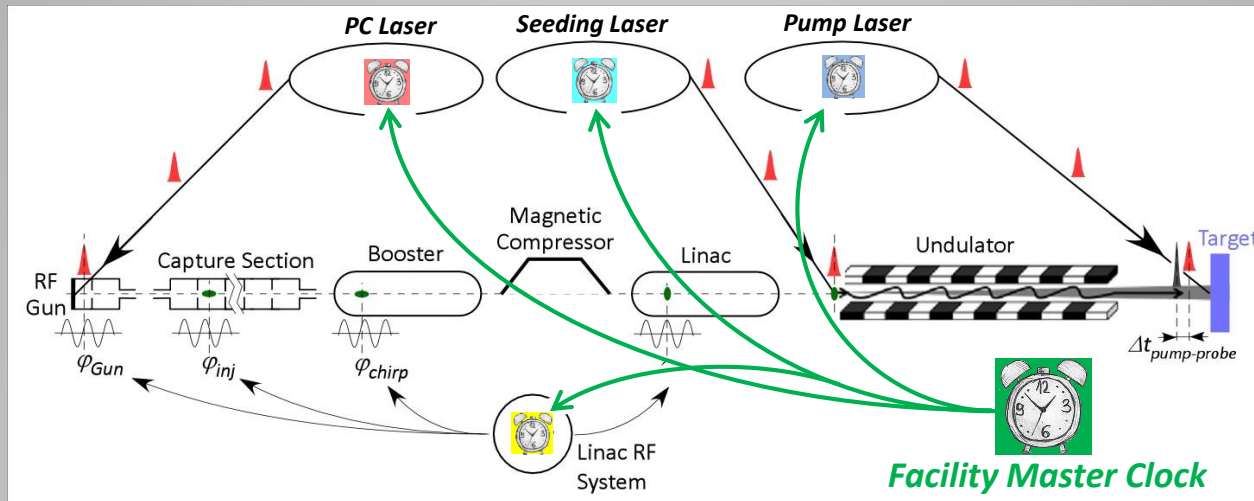 PC Laser
Seeding Laser
Pump Laser
Magnetic
Compressor
Target
RF
Gun
Capture Section
Booster
Linac
Undulator
φGun
φinj
φchirp
Δtpump-probe
Linac RF
System
Facility Master Clock